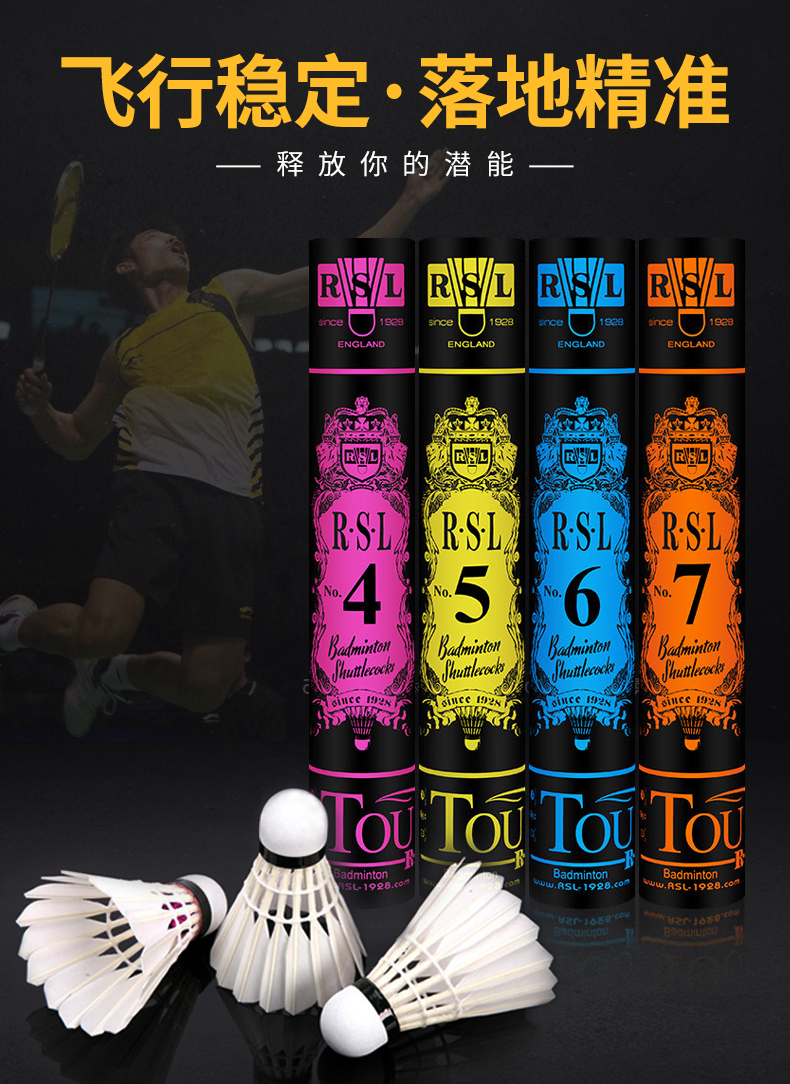 飞行稳定·落地精准
释放你的潜能
RSL RSL RSL RSL
since 1928 since 1928 since 1928 since 1928
ENGLAND ENGLAND ENGLAND ENGLAND
RSL RSL RSL RSL
R·S·L R·S·L R·S·L R·S·L
No. 4 No. 5 No. 6 No. 7
Badminton Badminton Badminton Badminton
Shuttlecocks Shuttlecocks Shuttlecocks Shuttlecocks
since 1928 since 1928 since 1928 since 1928
TOU TOU TOU TOU
Badminton Badminton Badminton
www.RSL-1928.com www.RSL-1928.com